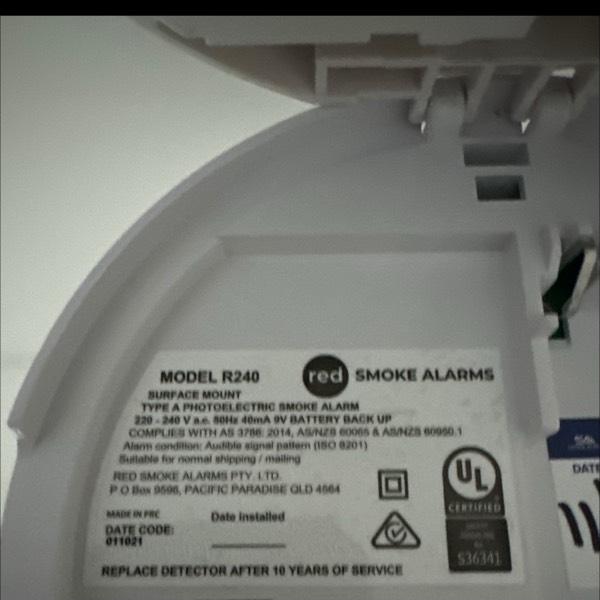 MODEL R240
red SMOKE ALARMS
SURFACE MOUNT
TYPE A PHOTOELECTRIC SMOKE ALARM
220 - 240 V a.c. 50Hz 40mA 9V BATTERY BACK UP
COMPLIES WITH AS 3786: 2014, AS/NZS 60065 & AS/NZS 60950.1
Alarm condition: Audible signal pattern (ISO 8201)
Suitable for normal shipping / mailing
RED SMOKE ALARMS PTY. LTD.
P O Box 9596, PACIFIC PARADISE QLD 4564
MADE IN PRC
Date Installed
DATE CODE:
011021
REPLACE DETECTOR AFTER 10 YEARS OF SERVICE
UL
CERTIFIED
S36341
DATE